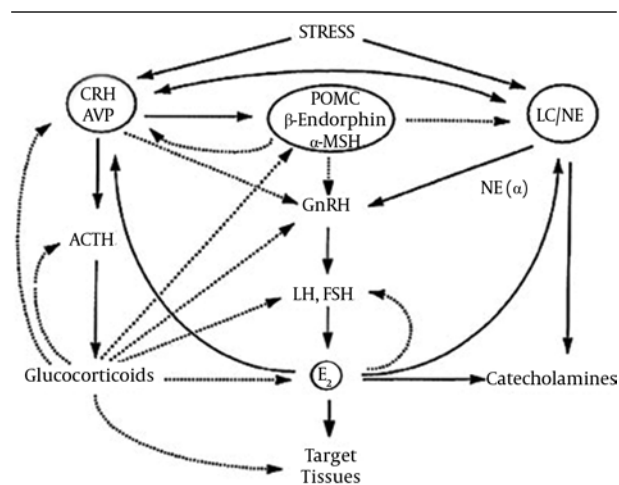 STRESS
CRH
AVP
POMC
β-Endorphin
α-MSH
LC/NE
GnRH
NE (α)
ACTH
LH, FSH
Glucocorticoids
E₂
Catecholamines
Target
Tissues